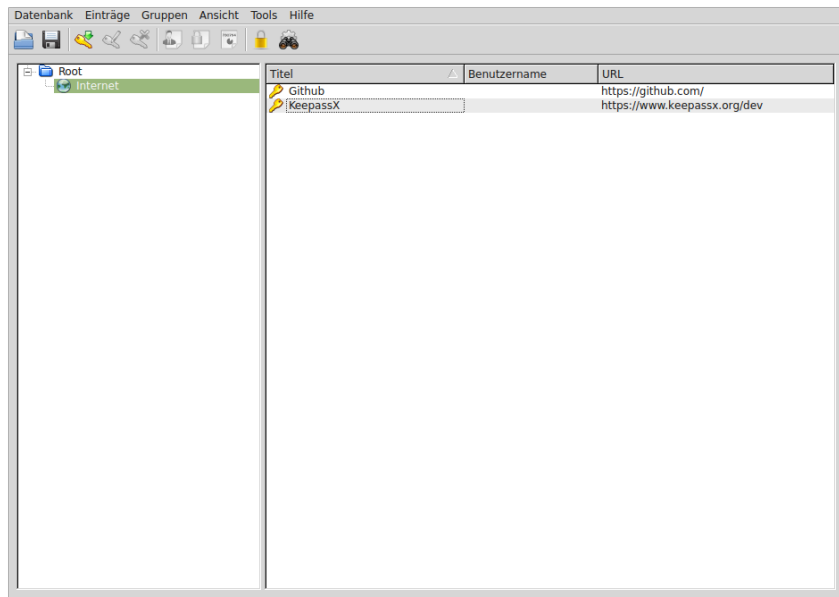 Datenbank Einträge Gruppen Ansicht Tools Hilfe
Root
Internet
Titel Benutzername URL
Github https://github.com/
KeepassX https://www.keepassx.org/dev